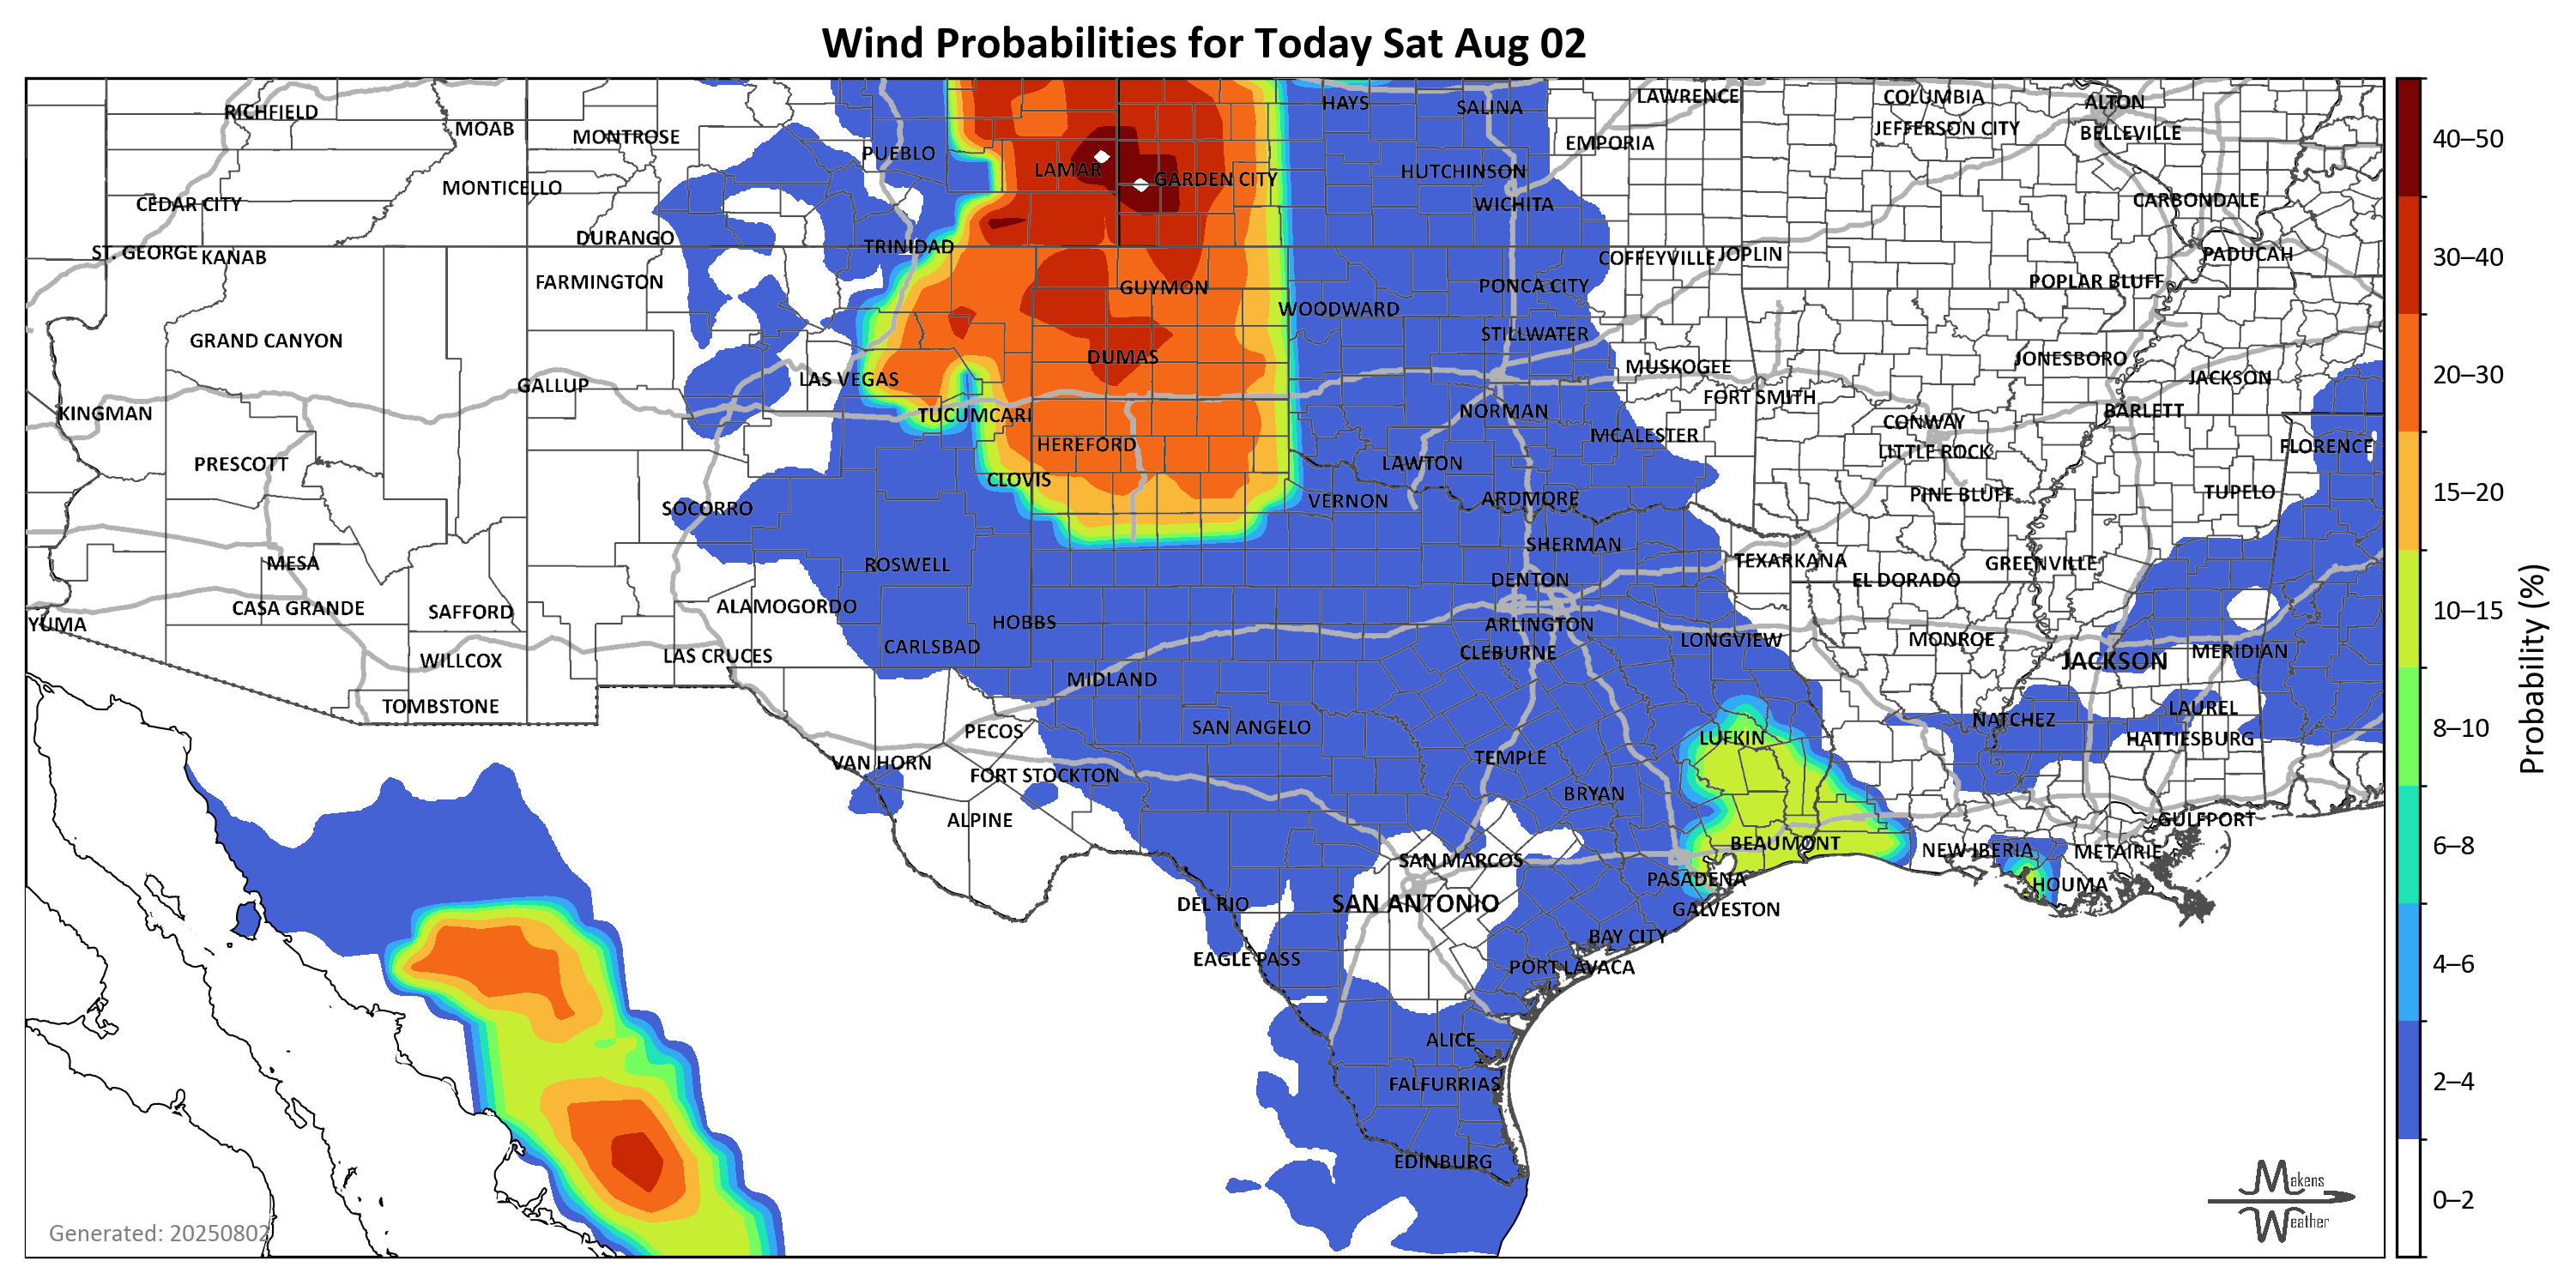 Wind Probabilities for Today Sat Aug 02
RICHFIELD
MOAB
MONTROSE
PUEBLO
LAMAR
GARDEN CITY
HAYS
SALINA
LAWRENCE
EMPORIA
COLUMBIA
JEFFERSON CITY
ALTON
BELLEVILLE
HUTCHINSON
WICHITA
CARBONDALE
CEDAR CITY
MONTICELLO
ST. GEORGE
KANAB
DURANGO
TRINIDAD
COFFEYVILLE
JOPLIN
PADUCAH
FARMINGTON
GUYMON
WOODWARD
PONCA CITY
POPLAR BLUFF
GRAND CANYON
STILLWATER
DUMAS
MUSKOGEE
JONESBORO
JACKSON
GALLUP
LAS VEGAS
KINGMAN
TUCUMCARI
NORMAN
FORT SMITH
CONWAY
BARLETT
HEREFORD
MCALESTER
LITTLE ROCK
FLORENCE
PRESCOTT
CLOVIS
LAWTON
VERNON
ARDMORE
PINE BLUFF
TUPELO
SOCORRO
SHERMAN
MESA
ROSWELL
DENTON
TEXARKANA
EL DORADO
GREENVILLE
CASA GRANDE
SAFFORD
ALAMOGORDO
HOBBS
ARLINGTON
YUMA
CARLSBAD
CLEBURNE
LONGVIEW
MONROE
JACKSON
MERIDIAN
WILLCOX
LAS CRUCES
MIDLAND
TOMBSTONE
PECOS
SAN ANGELO
LUFKIN
NATCHEZ
LAUREL
HATTIESBURG
VAN HORN
FORT STOCKTON
TEMPLE
BRYAN
ALPINE
GULFPORT
SAN MARCOS
BEAUMONT
NEW IBERIA
METAIRIE
PASADENA
HOUMA
DEL RIO
SAN ANTONIO
GALVESTON
BAY CITY
EAGLE PASS
PORT LAVACA
ALICE
FALFURRIAS
EDINBURG
Generated: 20250802
Makens
Weather
40–50
30–40
20–30
15–20
10–15
8–10
6–8
4–6
2–4
0–2
Probability (%)